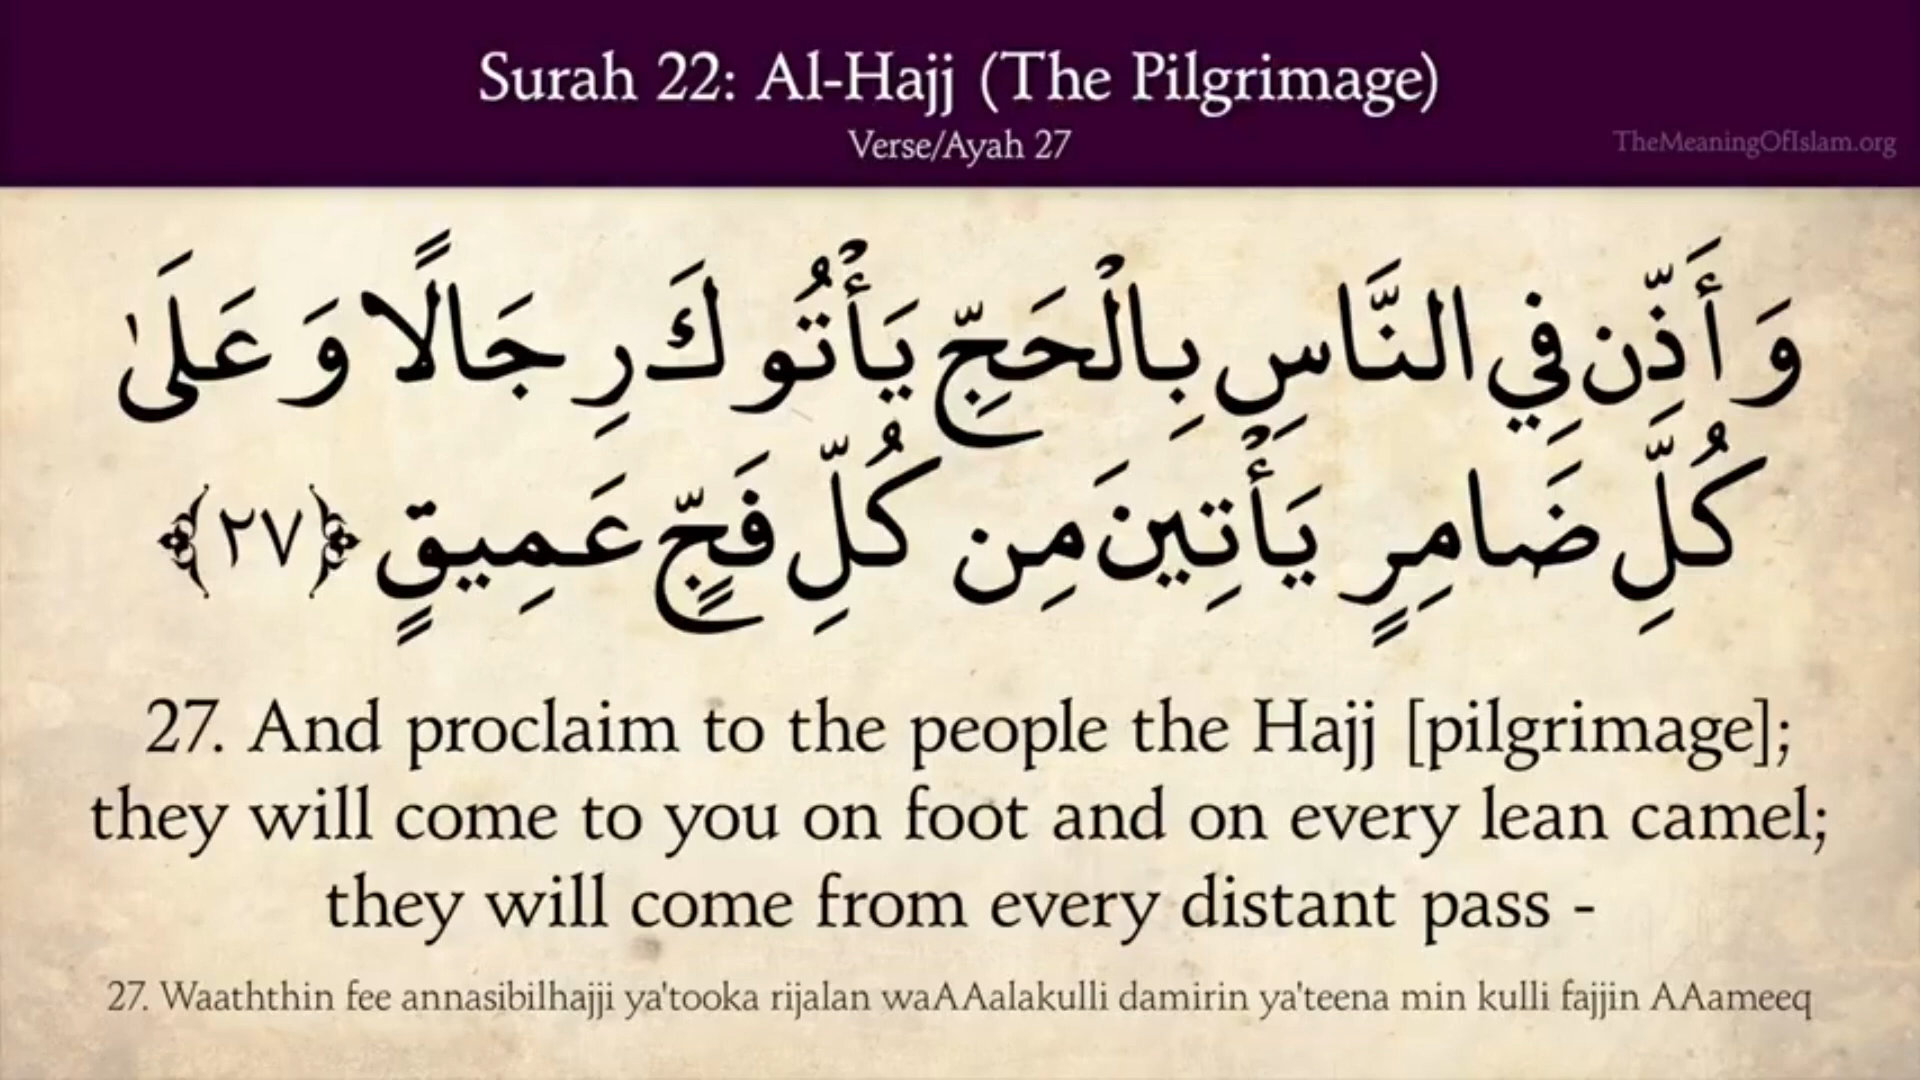 Surah 22: Al-Hajj (The Pilgrimage)
Verse/Ayah 27
TheMeaningOfIslam.org
وَأَذِّن فِي النَّاسِ بِالْحَجِّ يَأْتُوكَ رِجَالًا وَعَلَىٰ
كُلِّ ضَامِرٍ يَأْتِينَ مِن كُلِّ فَجٍّ عَمِيقٍ ﴿٢٧﴾
27. And proclaim to the people the Hajj [pilgrimage];
they will come to you on foot and on every lean camel;
they will come from every distant pass -
27. Waaththin fee annasibilhajji ya'tooka rijalan waAAalakulli damirin ya'teena min kulli fajjin AAameeq